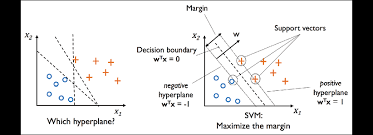 x2
x1
Which hyperplane?
Margin
Support vectors
x2
w
Decision boundary
wTx = 0
negative
hyperplane
wTx = -1
positive
hyperplane
wTx = 1
x1
SVM:
Maximize the margin